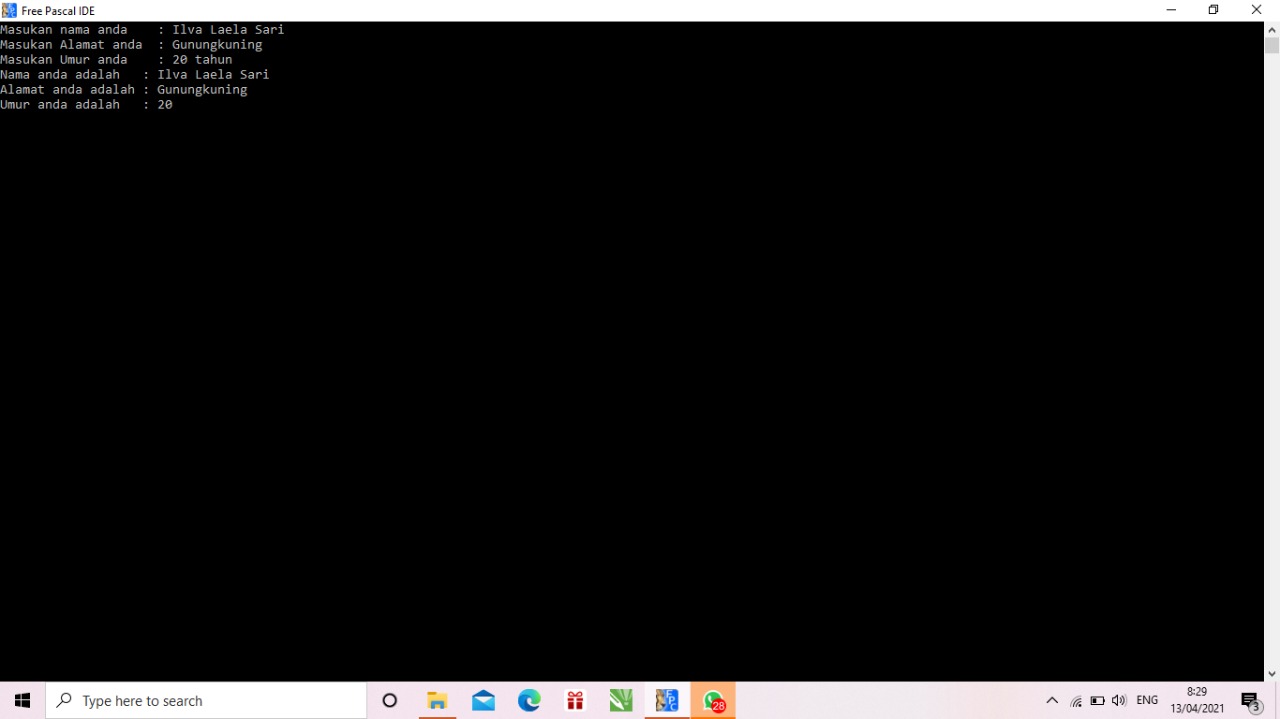 Free Pascal IDE
Masukan nama anda    : Ilva Laela Sari
Masukan Alamat anda  : Gunungkuning
Masukan Umur anda    : 20 tahun
Nama anda adalah   : Ilva Laela Sari
Alamat anda adalah : Gunungkuning
Umur anda adalah   : 20
Type here to search
FPC
28
ENG
8:29
13/04/2021
3